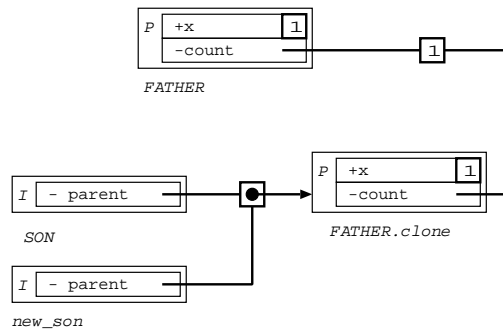 P +x 1
-count 1
FATHER
P +x 1
I - parent -count
SON FATHER.clone
I - parent
new_son